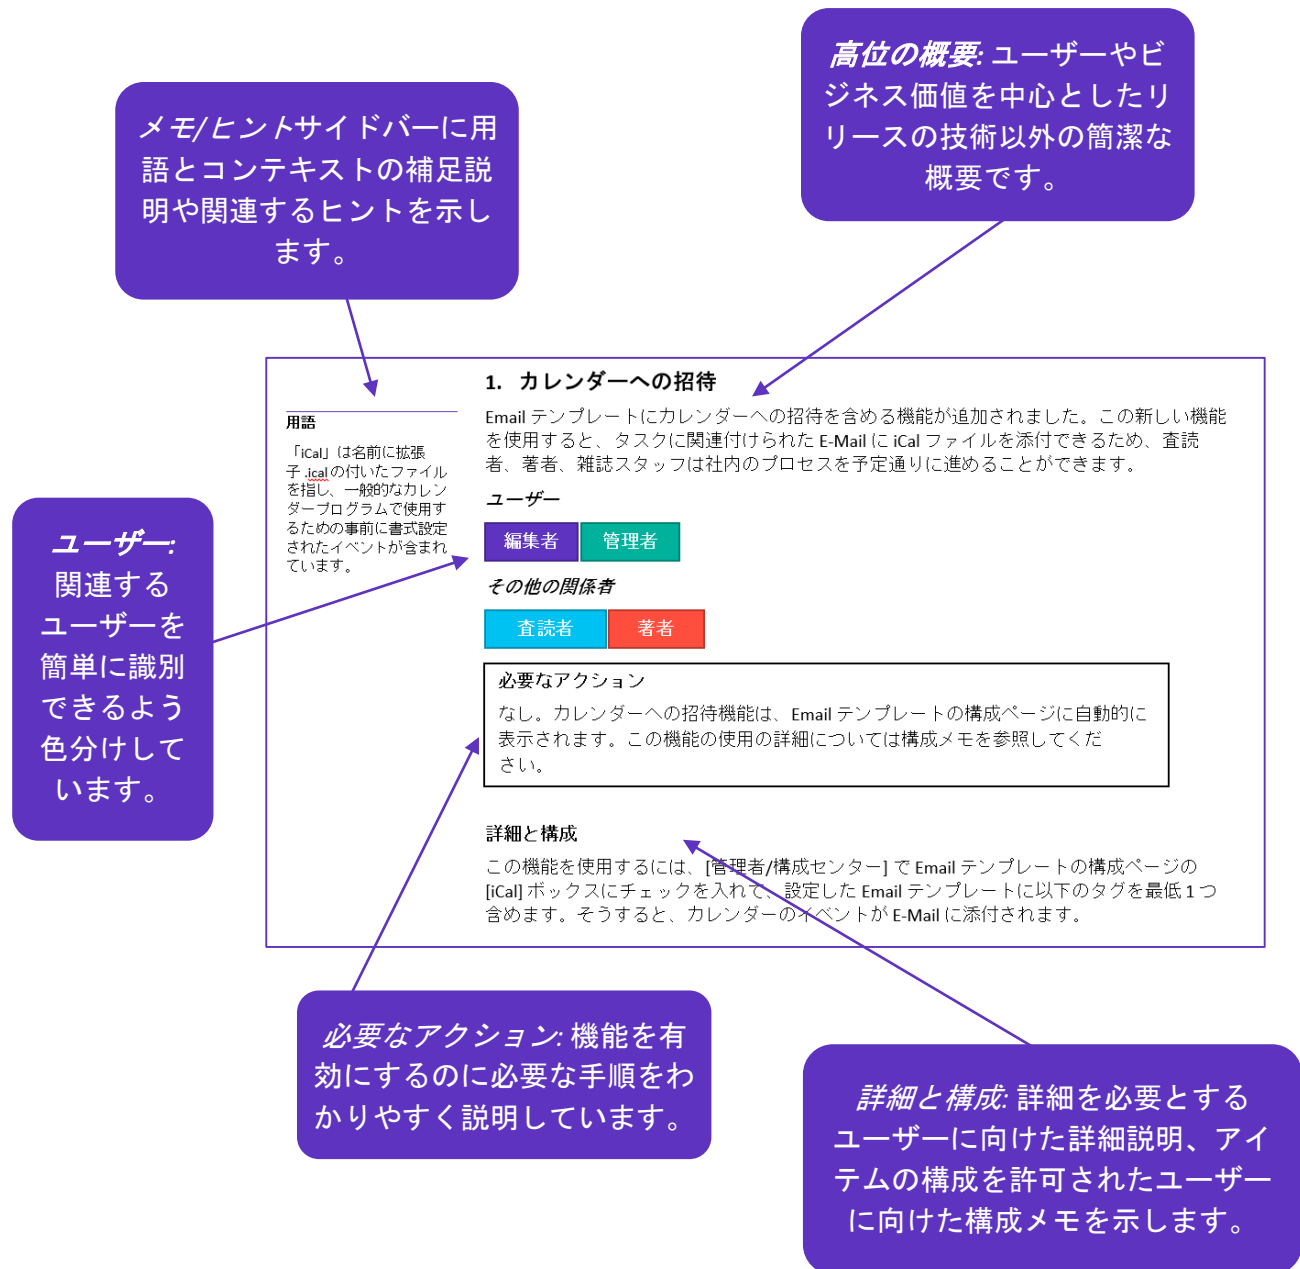 高位の概要: ユーザーやビ
ジネス価値を中心としたリ
リースの技術以外の簡潔な
概要です。
メモ/ヒントサイドバーに用
語とコンテキストの補足説
明や関連するヒントを示し
ます。
1. カレンダーへの招待
Email テンプレートにカレンダーへの招待を含める機能が追加されました。この新しい機能
を使用すると、タスクに関連付けられた E-Mail に iCal ファイルを添付できるため、査読
者、著者、雑誌スタッフは社内のプロセスを予定通りに進めることができます。
用語
「iCal」は名前に拡張
子 .ical の付いたファイル
を指し、一般的なカレン
ダープログラムで使用す
るための事前に書式設定
されたイベントが含まれ
ています。
ユーザー
編集者 管理者
その他の関係者
査読者 著者
ユーザー:
関連する
ユーザーを
簡単に識別
できるよう
色分けして
います。
必要なアクション
なし。カレンダーへの招待機能は、Email テンプレートの構成ページに自動的に
表示されます。この機能の使用の詳細については構成メモを参照してくだ
さい。
詳細と構成
この機能を使用するには、[管理者/構成センター] で Email テンプレートの構成ページの
[iCal] ボックスにチェックを入れて、設定した Email テンプレートに以下のタグを最低 1 つ
含めます。そうすると、カレンダーのイベントが E-Mail に添付されます。
必要なアクション: 機能を有
効にするのに必要な手順をわ
かりやすく説明しています。
詳細と構成: 詳細を必要とする
ユーザーに向けた詳細説明、アイ
テムの構成を許可されたユーザー
に向けた構成メモを示します。